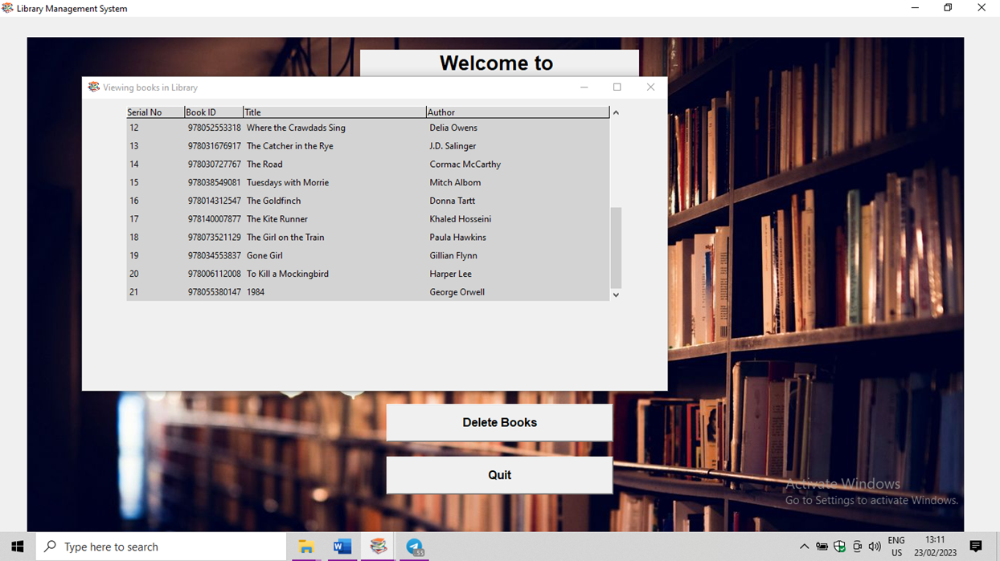 Library Management System
Welcome to
Viewing books in Library
Serial No Book ID Title Author
12 978052553318 Where the Crawdads Sing Delia Owens
13 978031676917 The Catcher in the Rye J.D. Salinger
14 978030727767 The Road Cormac McCarthy
15 978038549081 Tuesdays with Morrie Mitch Albom
16 978014312547 The Goldfinch Donna Tartt
17 978140007877 The Kite Runner Khaled Hosseini
18 978073521129 The Girl on the Train Paula Hawkins
19 978034553837 Gone Girl Gillian Flynn
20 978006112008 To Kill a Mockingbird Harper Lee
21 978055380147 1984 George Orwell
Delete Books
Quit
Activate Windows
Go to Settings to activate Windows.
Type here to search
W
55
ENG
US
13:11
23/02/2023